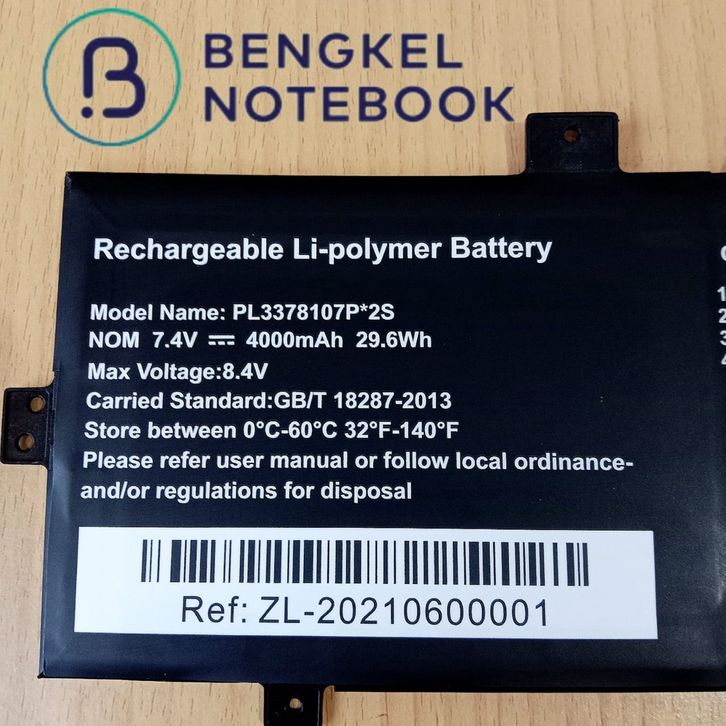 BENGKEL
NOTEBOOK
Rechargeable Li-polymer Battery
Model Name: PL3378107P*2S
NOM 7.4V ⎓ 4000mAh 29.6Wh
Max Voltage:8.4V
Carried Standard:GB/T 18287-2013
Store between 0°C-60°C 32°F-140°F
Please refer user manual or follow local ordinance-
and/or regulations for disposal
Ref: ZL-20210600001